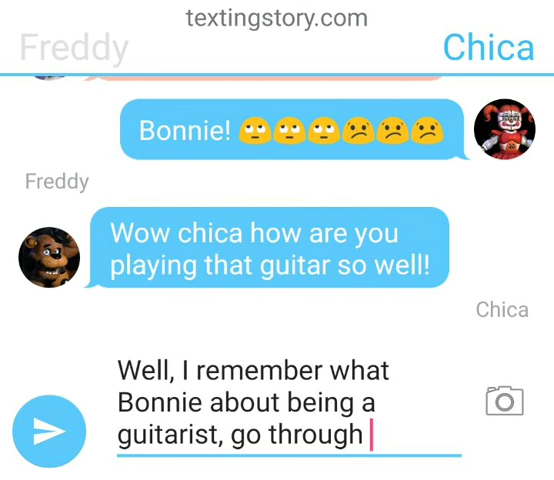 textingstory.com
Freddy
Chica
Bonnie! 🙄🙄🙄😕😕😕
Freddy
Wow chica how are you
playing that guitar so well!
Chica
Well, I remember what
Bonnie about being a
guitarist, go through